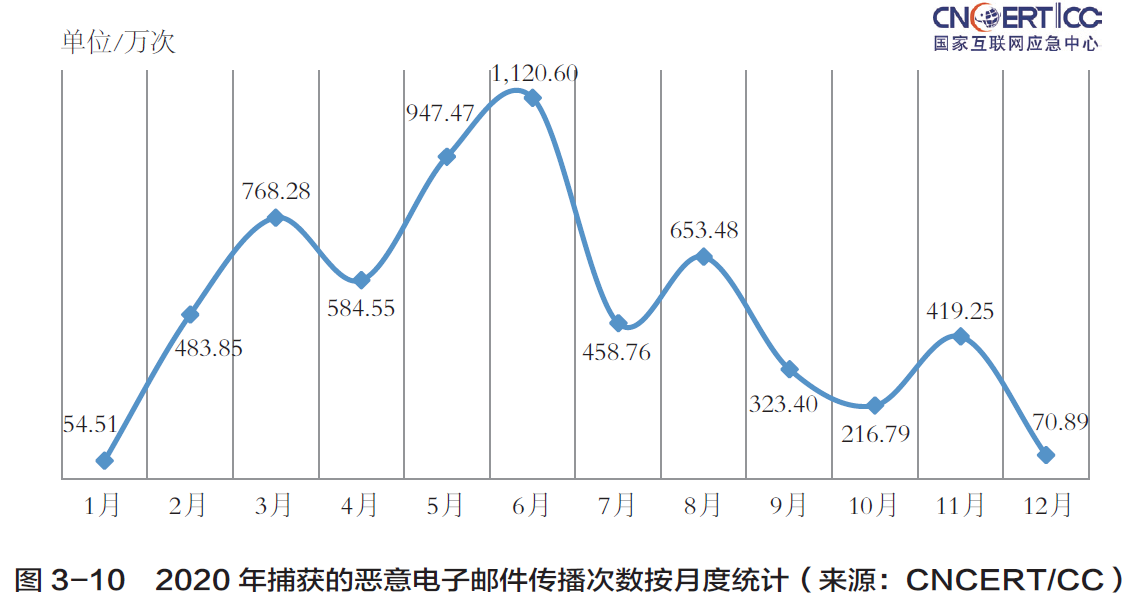 CNCERT/CC
国家互联网应急中心
单位/万次
1,120.60
947.47
768.28
653.48
584.55
483.85
458.76
419.25
323.40
216.79
54.51
70.89
1月 2月 3月 4月 5月 6月 7月 8月 9月 10月 11月 12月
图 3-10 2020 年捕获的恶意电子邮件传播次数按月度统计（来源：CNCERT/CC）